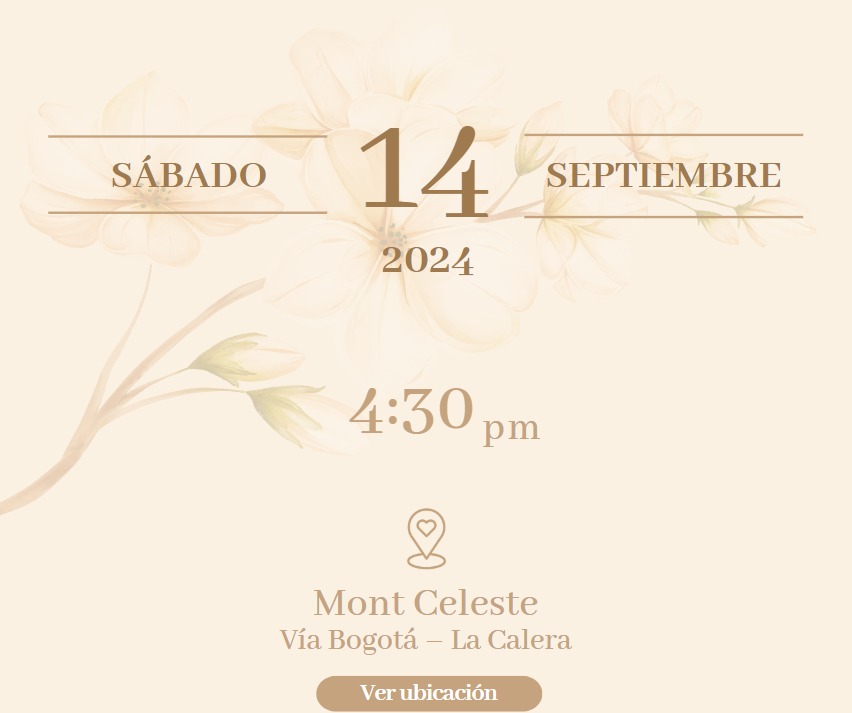 SÁBADO 14 SEPTIEMBRE
2024
4:30 pm
Mont Celeste
Vía Bogotá – La Calera
Ver ubicación